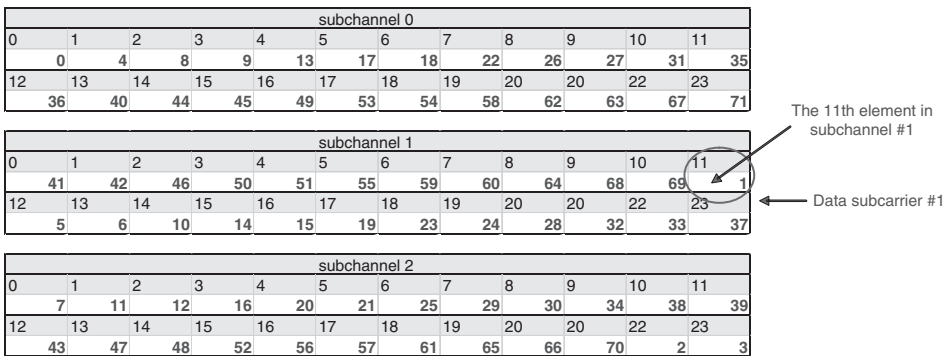 subchannel 0
0 1 2 3 4 5 6 7 8 9 10 11
0 4 8 9 13 17 18 22 26 27 31 35
12 13 14 15 16 17 18 19 20 20 22 23
36 40 44 45 49 53 54 58 62 63 67 71
The 11th element in
subchannel #1
subchannel 1
0 1 2 3 4 5 6 7 8 9 10 11
41 42 46 50 51 55 59 60 64 68 69 1
12 13 14 15 16 17 18 19 20 20 22 23
Data subcarrier #1
5 6 10 14 15 19 23 24 28 32 33 37
subchannel 2
0 1 2 3 4 5 6 7 8 9 10 11
7 11 12 16 20 21 25 29 30 34 38 39
12 13 14 15 16 17 18 19 20 20 22 23
43 47 48 52 56 57 61 65 66 70 2 3